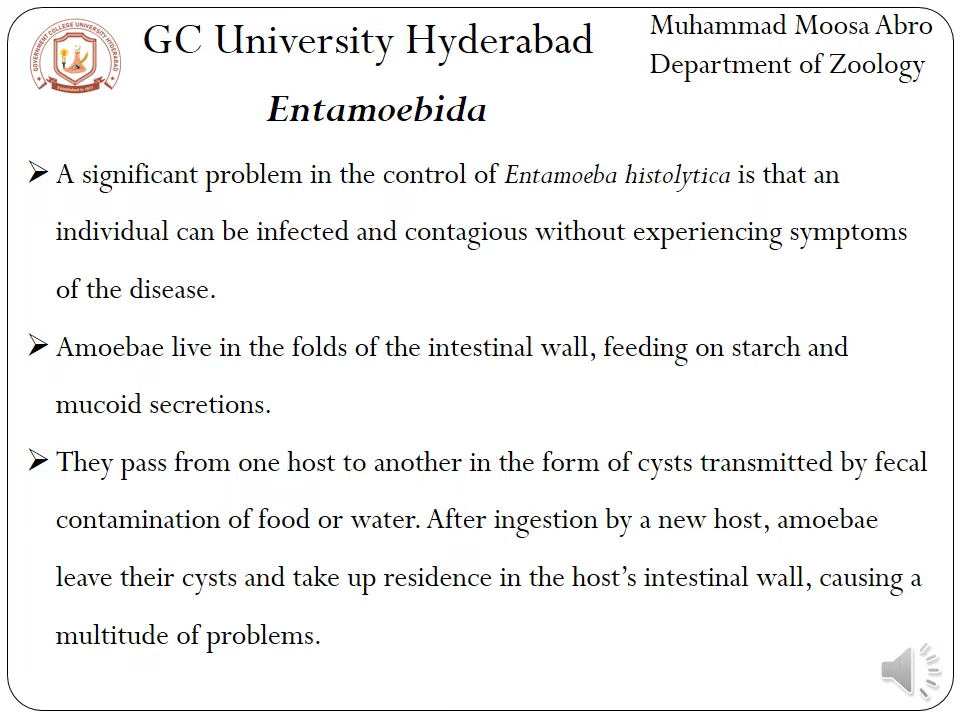 GOVERNMENT COLLEGE UNIVERSITY HYDERABAD
GC University Hyderabad
Muhammad Moosa Abro
Department of Zoology
Entamoebida
➢ A significant problem in the control of Entamoeba histolytica is that an
individual can be infected and contagious without experiencing symptoms
of the disease.
➢ Amoebae live in the folds of the intestinal wall, feeding on starch and
mucoid secretions.
➢ They pass from one host to another in the form of cysts transmitted by fecal
contamination of food or water. After ingestion by a new host, amoebae
leave their cysts and take up residence in the host’s intestinal wall, causing a
multitude of problems.